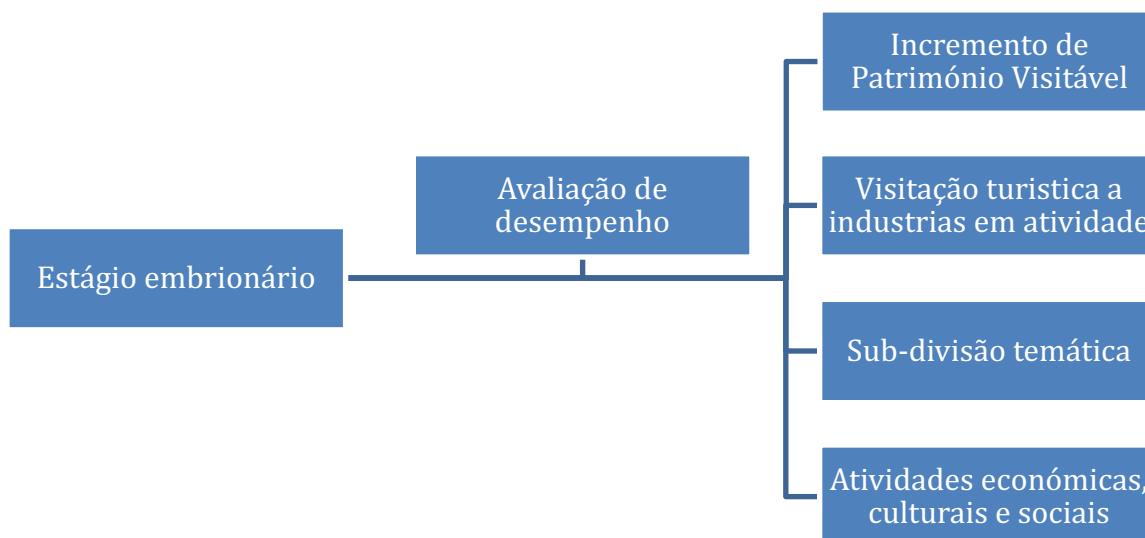 Estágio embrionário
Avaliação de
desempenho
Incremento de
Património Visitável
Visitação turistica a
industrias em atividade
Sub-divisão temática
Atividades económicas,
culturais e sociais